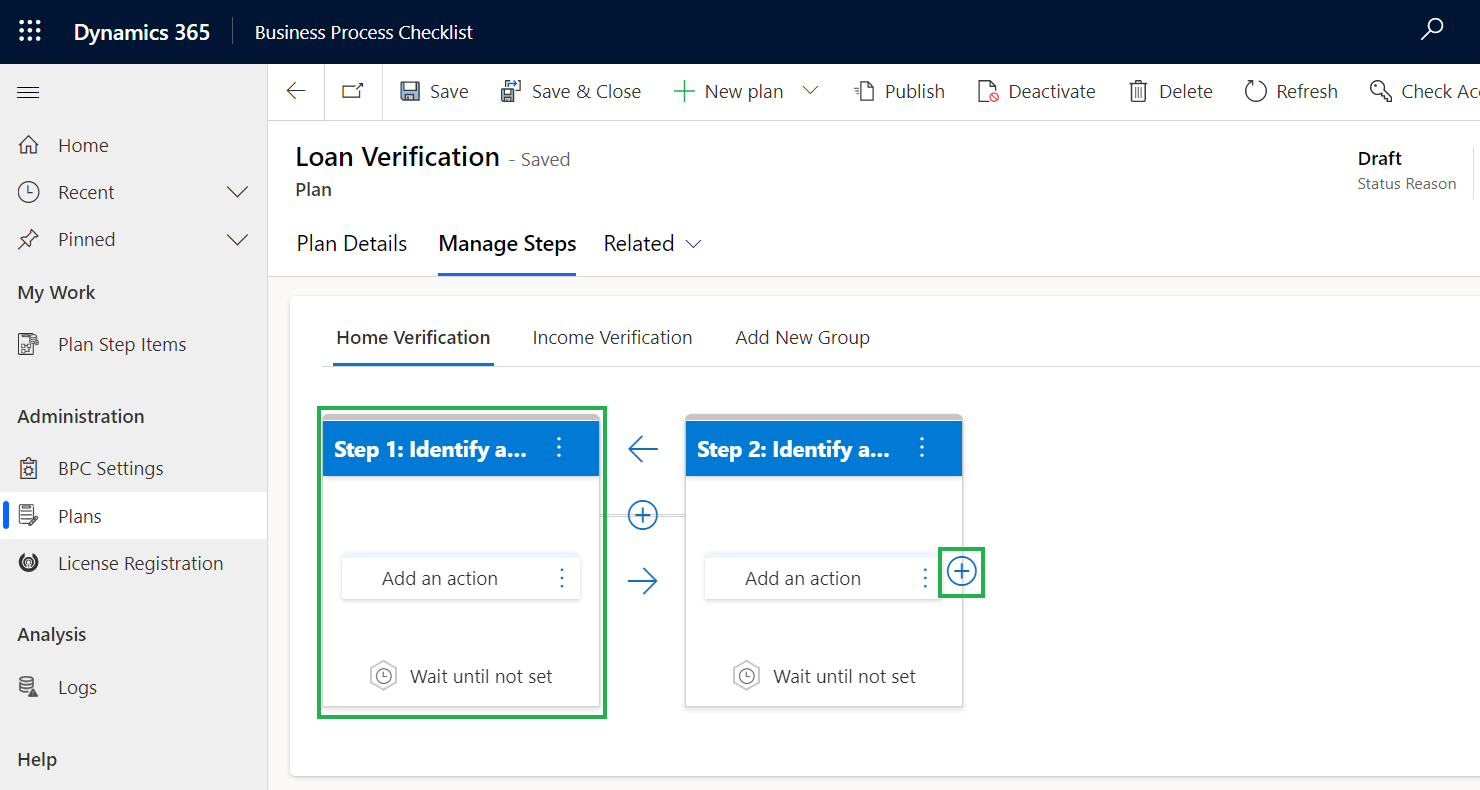 Dynamics 365
Business Process Checklist
Save
Save & Close
New plan
Publish
Deactivate
Delete
Refresh
Check Acc
Home
Recent
Pinned
My Work
Plan Step Items
Administration
BPC Settings
Plans
License Registration
Analysis
Logs
Help
Loan Verification - Saved
Plan
Draft
Status Reason
Plan Details
Manage Steps
Related
Home Verification
Income Verification
Add New Group
Step 1: Identify a...
Add an action
Wait until not set
Step 2: Identify a...
Add an action
Wait until not set